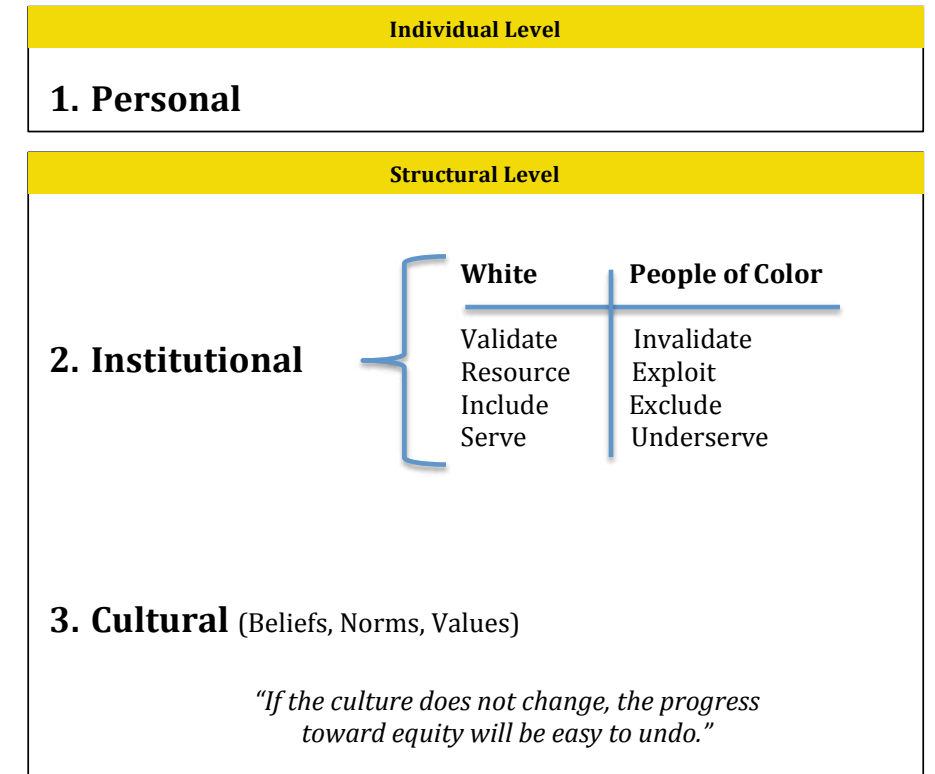 Individual Level
1. Personal
Structural Level
White People of Color
2. Institutional
Validate Invalidate
Resource Exploit
Include Exclude
Serve Underserve
3. Cultural (Beliefs, Norms, Values)
“If the culture does not change, the progress
toward equity will be easy to undo.”